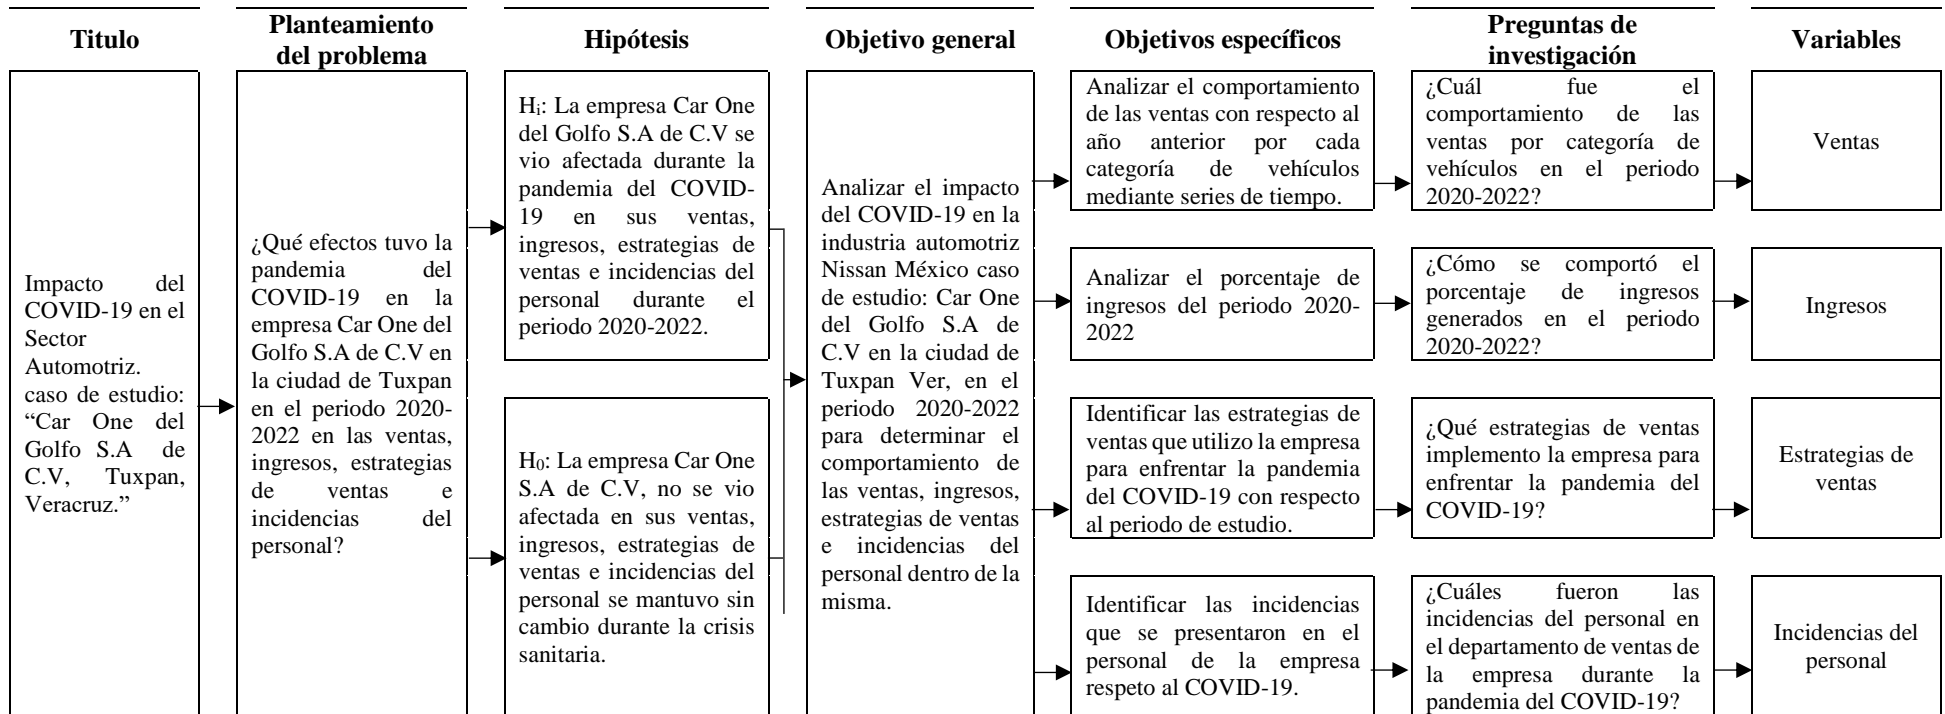 Titulo
Planteamiento
del problema
Hipótesis
Objetivo general
Objetivos específicos
Preguntas de
investigación
Variables
Impacto del
COVID-19 en el
Sector
Automotriz.
caso de estudio:
“Car One del
Golfo S.A de
C.V, Tuxpan,
Veracruz.”
¿Qué efectos tuvo la
pandemia del
COVID-19 en la
empresa Car One del
Golfo S.A de C.V en
la ciudad de Tuxpan
en el periodo 2020-
2022 en las ventas,
ingresos, estrategias
de ventas e
incidencias del
personal?
Hi: La empresa Car One
del Golfo S.A de C.V se
vio afectada durante la
pandemia del COVID-
19 en sus ventas,
ingresos, estrategias de
ventas e incidencias del
personal durante el
periodo 2020-2022.
H0: La empresa Car One
S.A de C.V, no se vio
afectada en sus ventas,
ingresos, estrategias de
ventas e incidencias del
personal se mantuvo sin
cambio durante la crisis
sanitaria.
Analizar el impacto
del COVID-19 en la
industria automotriz
Nissan México caso
de estudio: Car One
del Golfo S.A de
C.V en la ciudad de
Tuxpan Ver, en el
periodo 2020-2022
para determinar el
comportamiento de
las ventas, ingresos,
estrategias de ventas
e incidencias del
personal dentro de la
misma.
Analizar el comportamiento
de las ventas con respecto al
año anterior por cada
categoría de vehículos
mediante series de tiempo.
Analizar el porcentaje de
ingresos del periodo 2020-
2022
Identificar las estrategias de
ventas que utilizo la empresa
para enfrentar la pandemia
del COVID-19 con respecto
al periodo de estudio.
Identificar las incidencias
que se presentaron en el
personal de la empresa
respeto al COVID-19.
¿Cuál fue el
comportamiento de las
ventas por categoría de
vehículos en el periodo
2020-2022?
¿Cómo se comportó el
porcentaje de ingresos
generados en el periodo
2020-2022?
¿Qué estrategias de ventas
implemento la empresa para
enfrentar la pandemia del
COVID-19?
¿Cuáles fueron las
incidencias del personal en
el departamento de ventas de
la empresa durante la
pandemia del COVID-19?
Ventas
Ingresos
Estrategias de
ventas
Incidencias del
personal